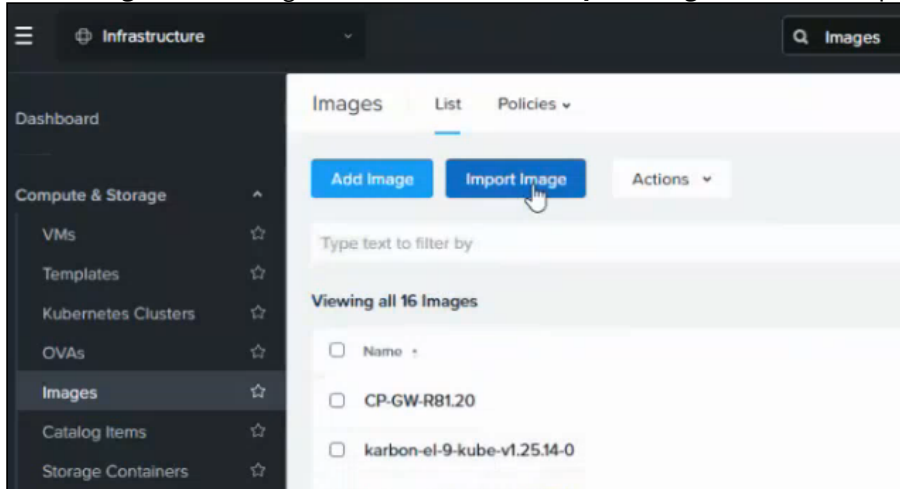 Infrastructure
Images
Dashboard
Compute & Storage
VMs
Templates
Kubernetes Clusters
OVAs
Images
Catalog Items
Storage Containers
Images List Policies
Add Image Import Image Actions
Type text to filter by
Viewing all 16 Images
Name
CP-GW-R81.20
karbon-el-9-kube-v1.25.14-0